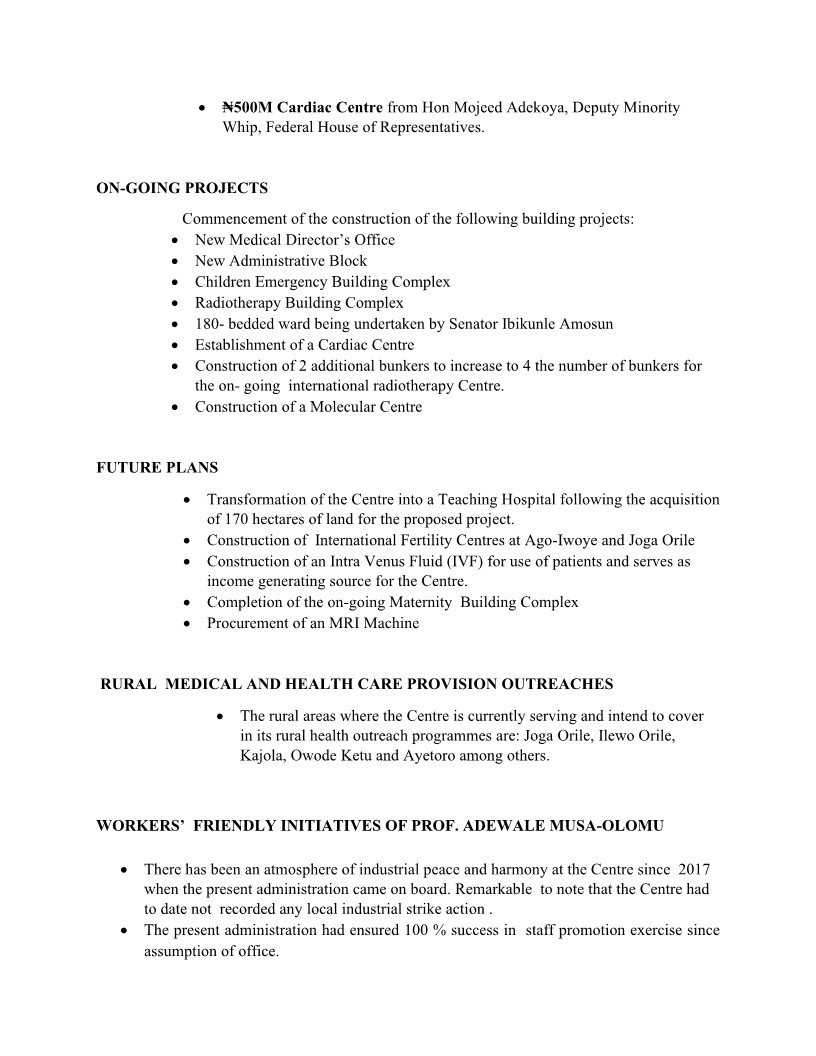 • ₦500M Cardiac Centre from Hon Mojeed Adekoya, Deputy Minority
Whip, Federal House of Representatives.
ON-GOING PROJECTS
Commencement of the construction of the following building projects:
• New Medical Director’s Office
• New Administrative Block
• Children Emergency Building Complex
• Radiotherapy Building Complex
• 180- bedded ward being undertaken by Senator Ibikunle Amosun
• Establishment of a Cardiac Centre
• Construction of 2 additional bunkers to increase to 4 the number of bunkers for
the on- going international radiotherapy Centre.
• Construction of a Molecular Centre
FUTURE PLANS
• Transformation of the Centre into a Teaching Hospital following the acquisition
of 170 hectares of land for the proposed project.
• Construction of International Fertility Centres at Ago-Iwoye and Joga Orile
• Construction of an Intra Venus Fluid (IVF) for use of patients and serves as
income generating source for the Centre.
• Completion of the on-going Maternity Building Complex
• Procurement of an MRI Machine
RURAL MEDICAL AND HEALTH CARE PROVISION OUTREACHES
• The rural areas where the Centre is currently serving and intend to cover
in its rural health outreach programmes are: Joga Orile, Ilewo Orile,
Kajola, Owode Ketu and Ayetoro among others.
WORKERS’ FRIENDLY INITIATIVES OF PROF. ADEWALE MUSA-OLOMU
• There has been an atmosphere of industrial peace and harmony at the Centre since 2017
when the present administration came on board. Remarkable to note that the Centre had
to date not recorded any local industrial strike action .
• The present administration had ensured 100 % success in staff promotion exercise since
assumption of office.